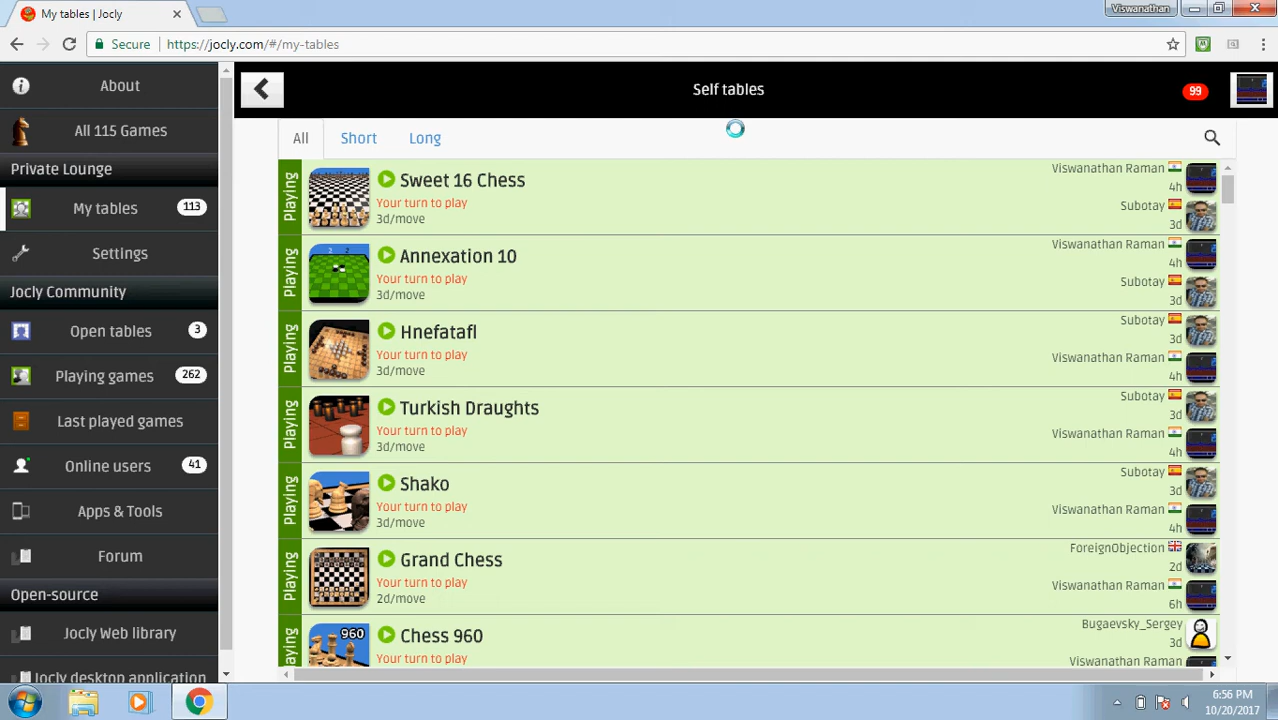 My tables | Jocly
Viswanathan
Secure
https://jocly.com/#/my-tables
About
All 115 Games
Private Lounge
My tables 113
Settings
Jocly Community
Open tables 3
Playing games 262
Last played games
Online users 41
Apps & Tools
Forum
Open-source
Jocly Web library
Jocly desktop application
Self tables
99
All Short Long
Playing
Sweet 16 Chess
Your turn to play
3d/move
Viswanathan Raman
4h
Subotay
3d
Playing
Annexation 10
Your turn to play
3d/move
2 2
Viswanathan Raman
4h
Subotay
3d
Playing
Hnefatafl
Your turn to play
3d/move
Subotay
3d
Viswanathan Raman
4h
Playing
Turkish Draughts
Your turn to play
3d/move
Subotay
3d
Viswanathan Raman
4h
Playing
Shako
Your turn to play
3d/move
Subotay
3d
Viswanathan Raman
4h
Playing
Grand Chess
Your turn to play
2d/move
ForeignObjection
2d
Viswanathan Raman
6h
Playing
960
Chess 960
Your turn to play
Bugaevsky_Sergey
3d
Viswanathan Raman
6:56 PM
10/20/2017